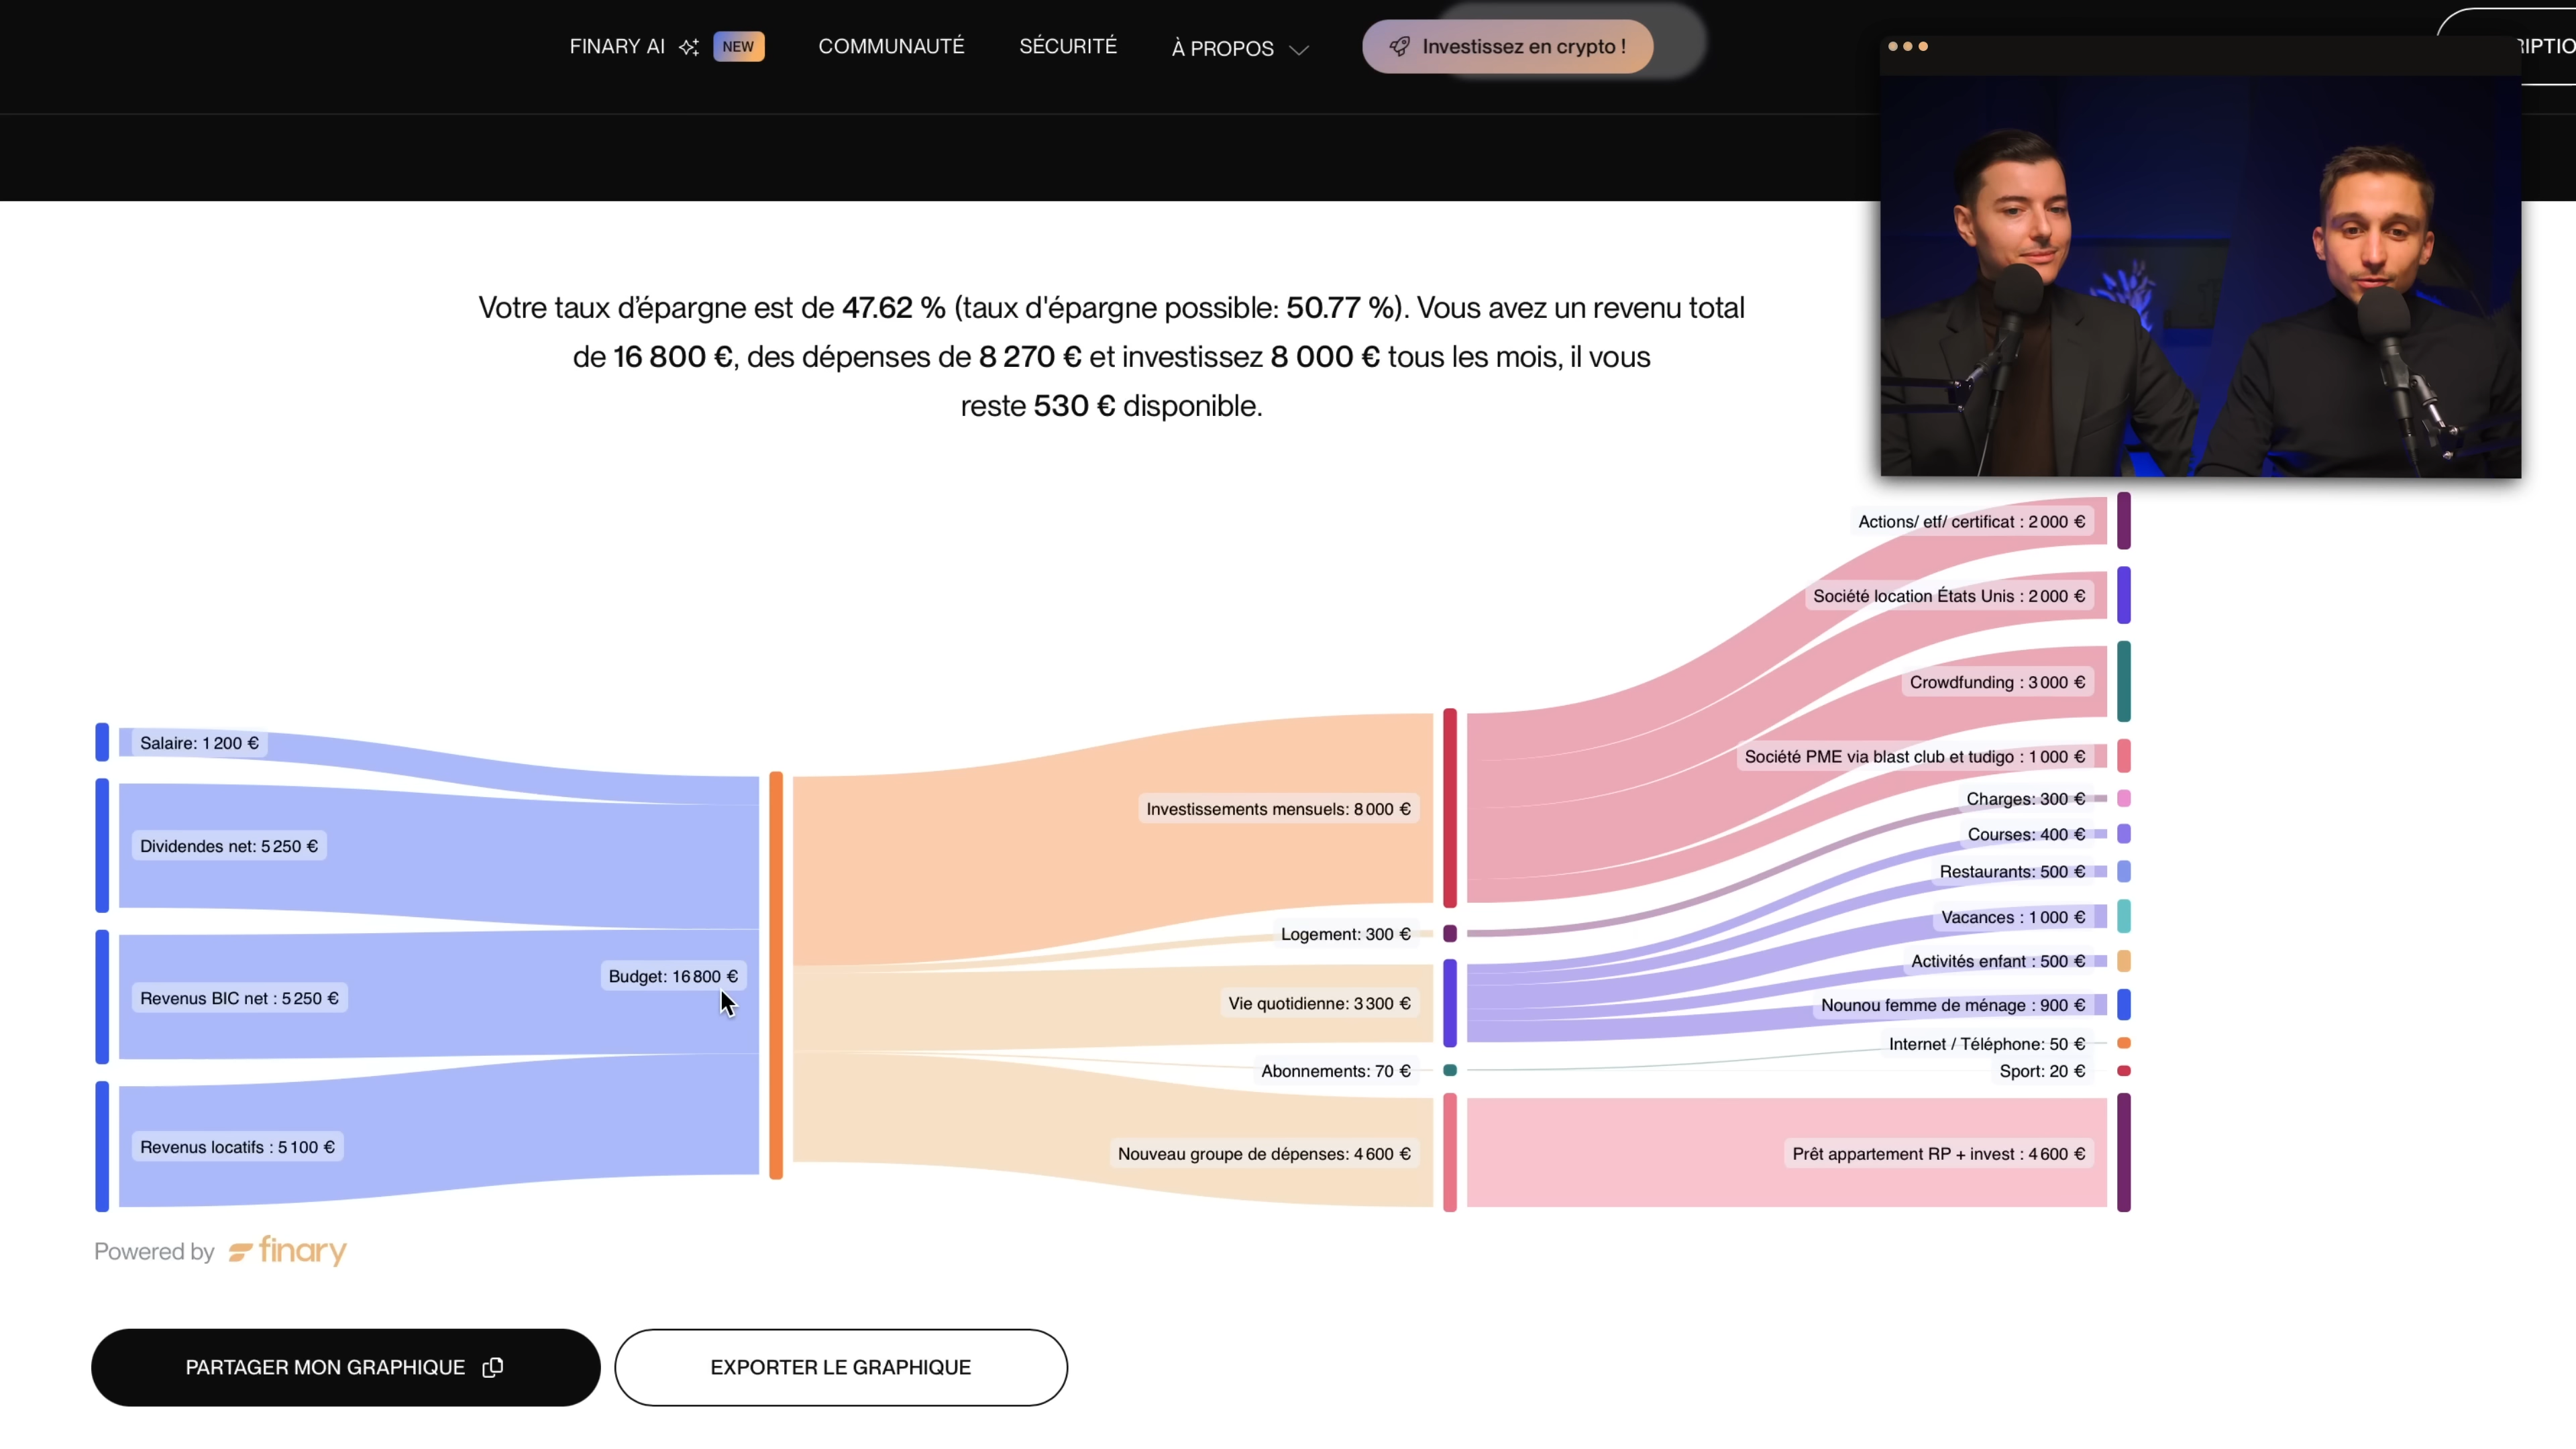 FINARY AI NEW COMMUNAUTÉ SÉCURITÉ À PROPOS Investissez en crypto !
Votre taux d’épargne est de 47.62 % (taux d'épargne possible: 50.77 %). Vous avez un revenu total
de 16 800 €, des dépenses de 8 270 € et investissez 8 000 € tous les mois, il vous
reste 530 € disponible.
Salaire: 1 200 €
Dividendes net: 5 250 €
Revenus BIC net : 5 250 €
Revenus locatifs : 5 100 €
Budget: 16 800 €
Investissements mensuels: 8 000 €
Logement: 300 €
Vie quotidienne: 3 300 €
Abonnements: 70 €
Nouveau groupe de dépenses: 4 600 €
Actions/ etf/ certificat : 2 000 €
Société location États Unis : 2 000 €
Crowdfunding : 3 000 €
Société PME via blast club et tudigo : 1 000 €
Charges: 300 €
Courses: 400 €
Restaurants: 500 €
Vacances : 1 000 €
Activités enfant : 500 €
Nounou femme de ménage : 900 €
Internet / Téléphone: 50 €
Sport: 20 €
Prêt appartement RP + invest : 4 600 €
Powered by finary
PARTAGER MON GRAPHIQUE
EXPORTER LE GRAPHIQUE